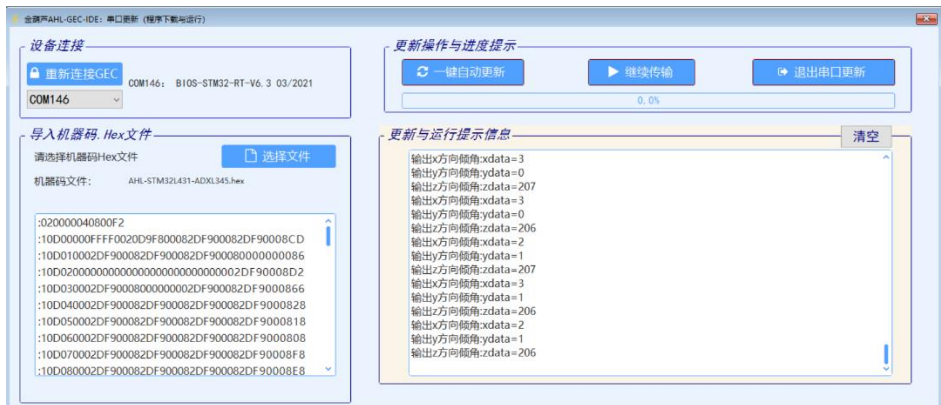 金葫芦AHL-GEC-IDE：串口更新（程序下载与运行）
设备连接
重新连接GEC
COM146： BIOS-STM32-RT-V6.3 03/2021
COM146
更新操作与进度提示
一键自动更新
继续传输
退出串口更新
0.0%
导入机器码.Hex文件
请选择机器码Hex文件
选择文件
机器码文件：
AHL-STM32L431-ADXL345.hex
:020000040800F2
:10D00000FFFF0020D9F800082DF900082DF90008CD
:10D010002DF900082DF900082DF900080000000086
:10D020000000000000000000000000002DF90008D2
:10D030002DF90008000000002DF900082DF9000866
:10D040002DF900082DF900082DF900082DF9000828
:10D050002DF900082DF900082DF900082DF9000818
:10D060002DF900082DF900082DF900082DF9000808
:10D070002DF900082DF900082DF900082DF90008F8
:10D080002DF900082DF900082DF900082DF90008E8
更新与运行提示信息
清空
输出x方向倾角:xdata=3
输出y方向倾角:ydata=0
输出z方向倾角:zdata=207
输出x方向倾角:xdata=3
输出y方向倾角:ydata=0
输出z方向倾角:zdata=206
输出x方向倾角:xdata=2
输出y方向倾角:ydata=1
输出z方向倾角:zdata=207
输出x方向倾角:xdata=3
输出y方向倾角:ydata=1
输出z方向倾角:zdata=206
输出x方向倾角:xdata=2
输出y方向倾角:ydata=1
输出z方向倾角:zdata=206